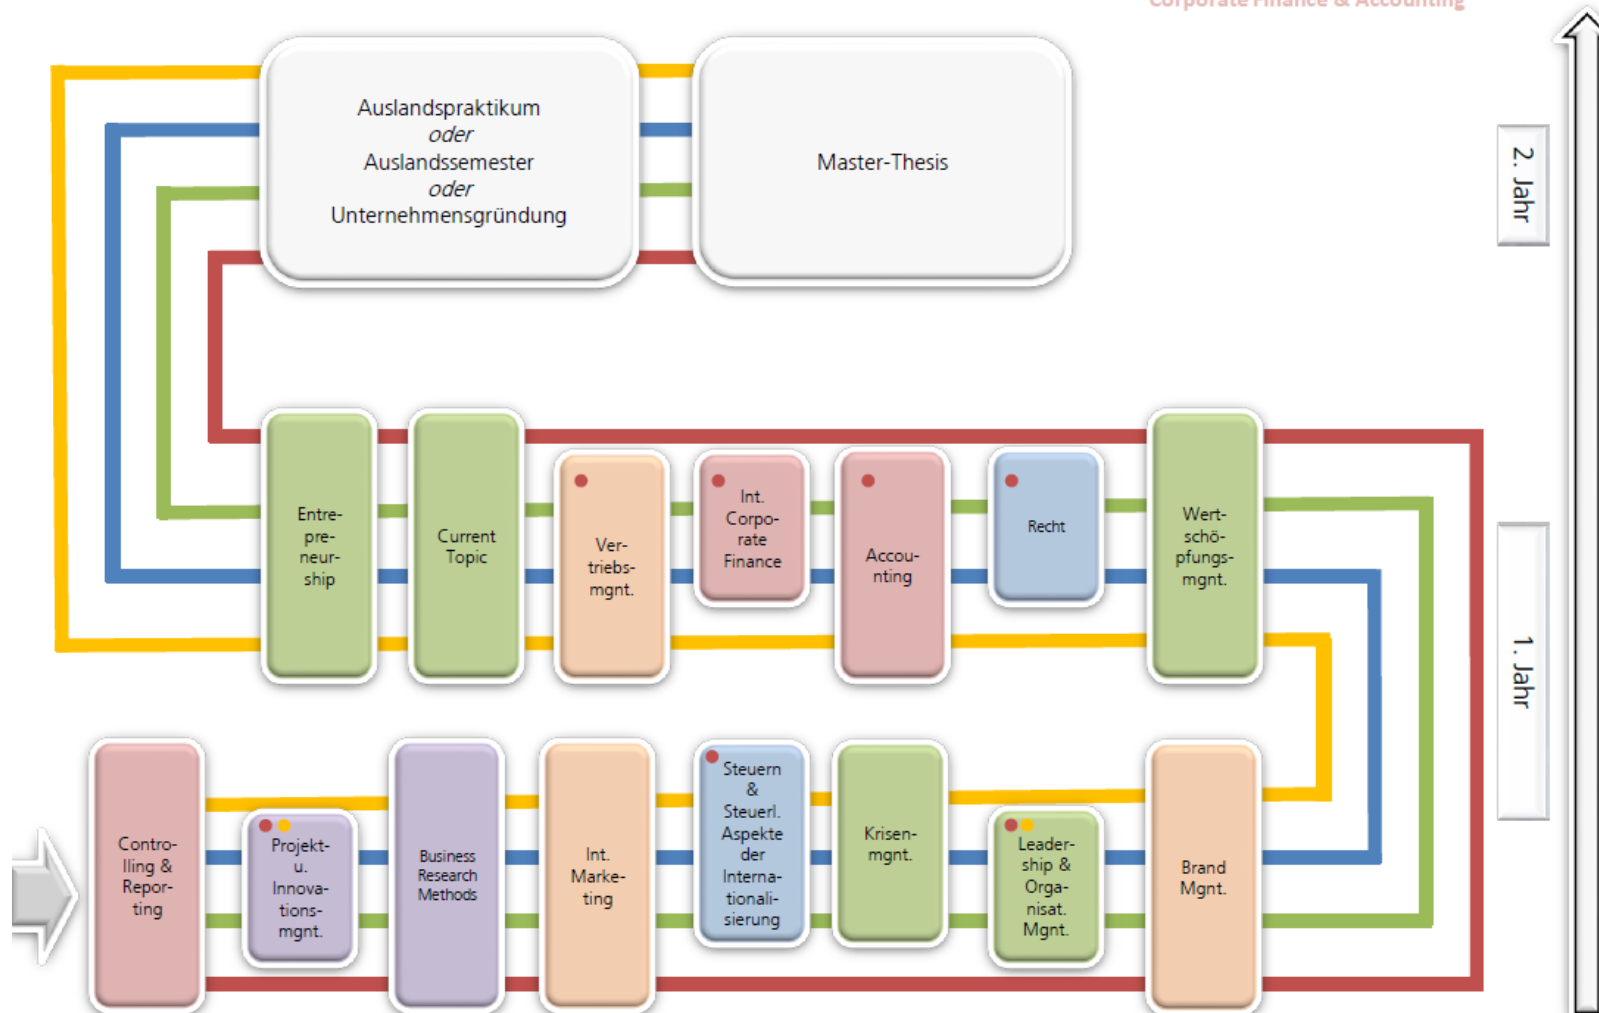 Corporate Finance & Accounting
Auslandspraktikum
oder
Auslandssemester
oder
Unternehmensgründung
Master-Thesis
2. Jahr
Entre-
pre-
neur-
ship
Current
Topic
Ver-
triebs-
mgnt.
Int.
Corpo-
rate
Finance
Accou-
nting
Recht
Wert-
schö-
pfungs-
mgnt.
1. Jahr
Contro-
lling &
Repor-
ting
Projekt-
u.
Innova-
tions-
mgnt.
Business
Research
Methods
Int.
Marke-
ting
Steuern
&
Steuerl.
Aspekte
der
Interna-
tionali-
sierung
Krisen-
mgnt.
Leader-
ship &
Orga-
nisat.
Mgnt.
Brand
Mgnt.